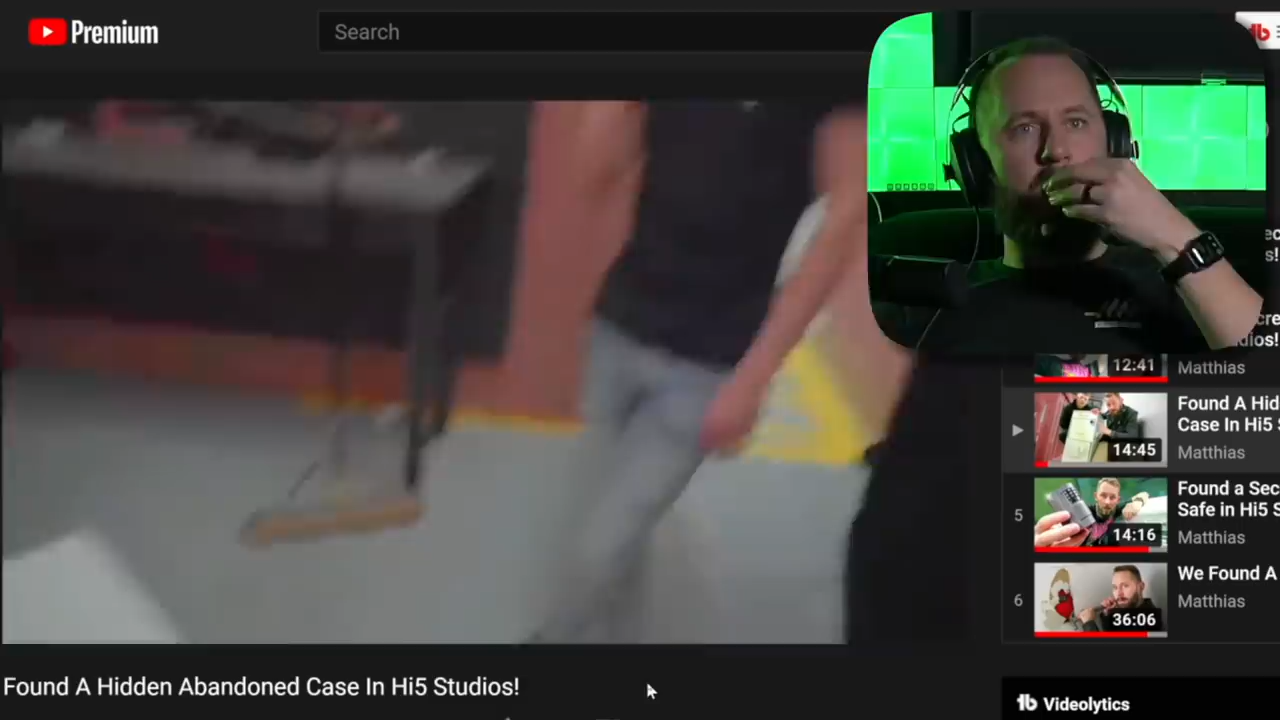 Premium
Search
12:41
Matthias
Found A Hid
Case In Hi5 S
14:45
Matthias
5
Found a Sec
Safe in Hi5 S
14:16
Matthias
6
We Found A
36:06
Matthias
Found A Hidden Abandoned Case In Hi5 Studios!
Videolytics